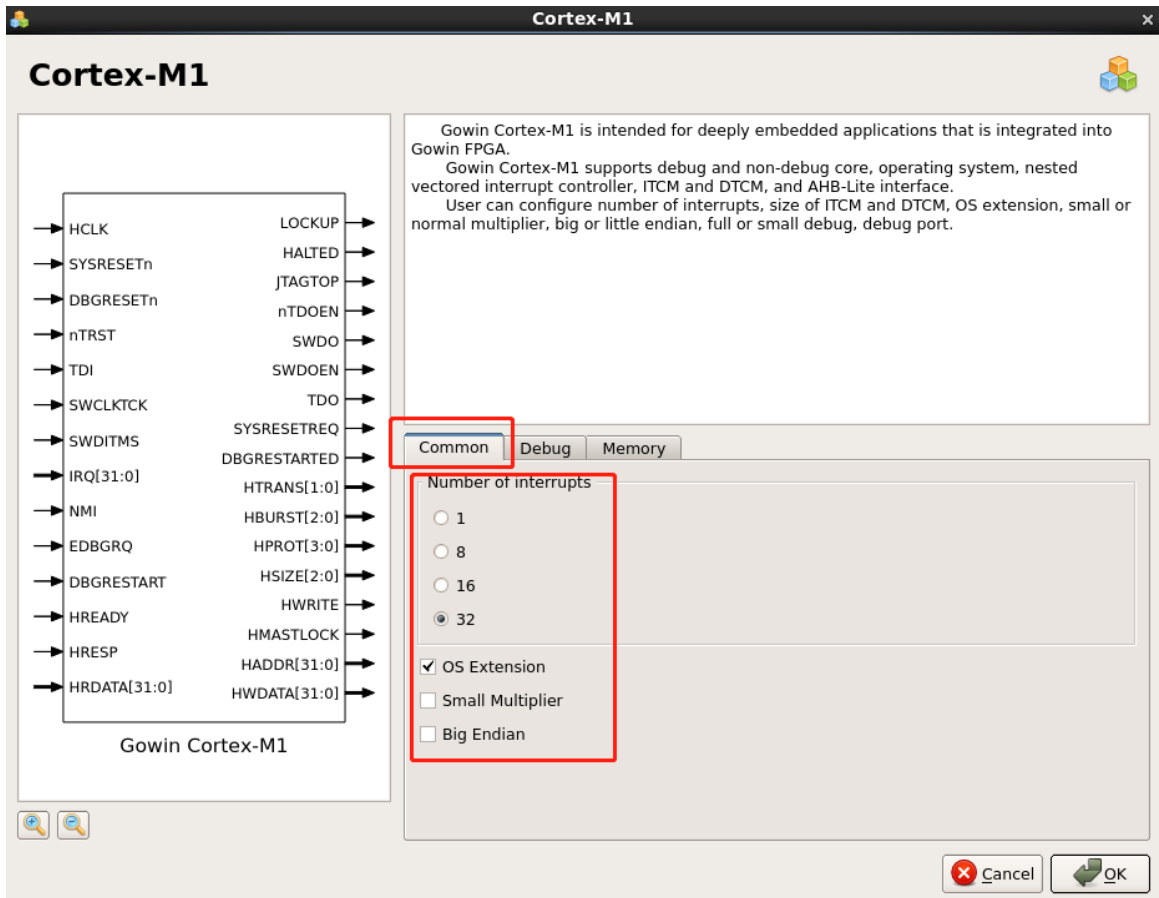 Cortex-M1
Cortex-M1
HCLK
SYSRESETn
DBGRESETn
nTRST
TDI
SWCLKTCK
SWDITMS
IRQ[31:0]
NMI
EDBGRQ
DBGRESTART
HREADY
HRESP
HRDATA[31:0]
LOCKUP
HALTED
JTAGTOP
nTDOEN
SWDO
SWDOEN
TDO
SYSRESETREQ
DBGRESTARTED
HTRANS[1:0]
HBURST[2:0]
HPROT[3:0]
HSIZE[2:0]
HWRITE
HMASTLOCK
HADDR[31:0]
HWDATA[31:0]
Gowin Cortex-M1
Gowin Cortex-M1 is intended for deeply embedded applications that is integrated into
Gowin FPGA.
Gowin Cortex-M1 supports debug and non-debug core, operating system, nested
vectored interrupt controller, ITCM and DTCM, and AHB-Lite interface.
User can configure number of interrupts, size of ITCM and DTCM, OS extension, small or
normal multiplier, big or little endian, full or small debug, debug port.
Common Debug Memory
Number of interrupts
1
8
16
32
OS Extension
Small Multiplier
Big Endian
Cancel OK